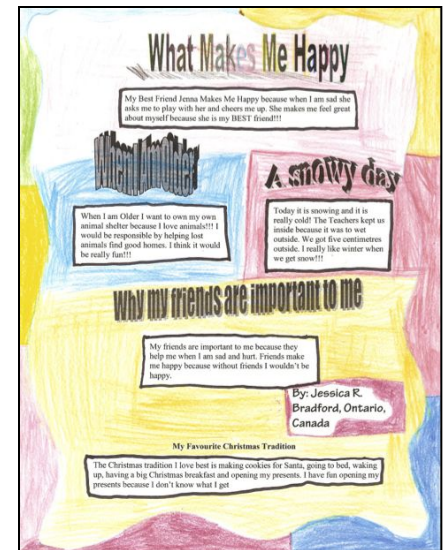 What Makes Me Happy
My Best Friend Jenna Makes Me Happy because when I am sad she
asks me to play with her and cheers me up. She makes me feel great
about myself because she is my BEST friend!!!
When I Am Older
When I am Older I want to own my own
animal shelter because I love animals!!! I
would be responsible by helping lost
animals find good homes. I think it would
be really fun!!!
A snowy day
Today it is snowing and it is
really cold! The Teachers kept us
inside because it was to wet
outside. We got five centimetres
outside. I really like winter when
we get snow!!!
Why my friends are important to me
My friends are important to me because they
help me when I am sad and hurt. Friends make
me happy because without friends I wouldn't be
happy.
By: Jessica R.
Bradford, Ontario,
Canada
My Favourite Christmas Tradition
The Christmas tradition I love best is making cookies for Santa, going to bed, waking
up, having a big Christmas breakfast and opening my presents. I have fun opening my
presents because I don't know what I get